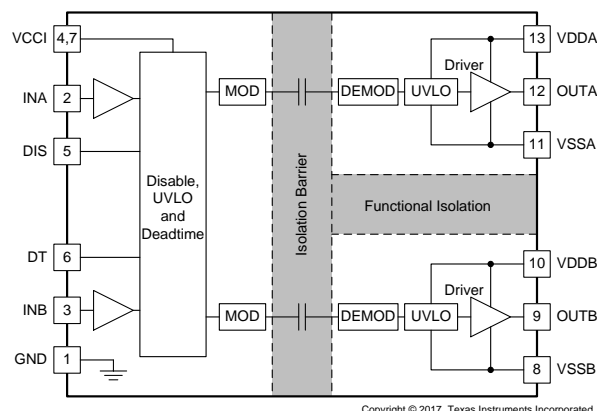 VCCI 4,7
INA 2
DIS 5
DT 6
INB 3
GND 1
Disable,
UVLO
and
Deadtime
MOD
MOD
Isolation Barrier
DEMOD UVLO
Driver
Functional Isolation
DEMOD UVLO
Driver
13 VDDA
12 OUTA
11 VSSA
10 VDDB
9 OUTB
8 VSSB
Copyright © 2017, Texas Instruments Incorporated